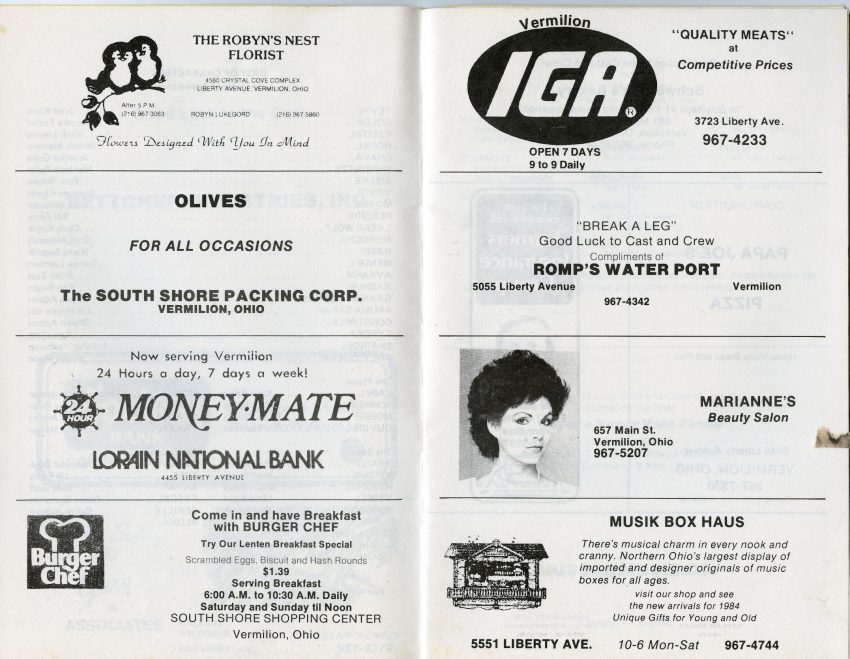 THE ROBYN'S NEST
FLORIST
4580 CRYSTAL COVE COMPLEX
LIBERTY AVENUE, VERMILION, OHIO
After 5 P.M.
(216) 967-3083 ROBYN LUKEGORD (216) 967-5860
Flowers Designed With You In Mind
OLIVES
FOR ALL OCCASIONS
The SOUTH SHORE PACKING CORP.
VERMILION, OHIO
Now serving Vermilion
24 Hours a day, 7 days a week!
24 HOUR
MONEY·MATE
LORAIN NATIONAL BANK
4455 LIBERTY AVENUE
Burger
Chef
Come in and have Breakfast
with BURGER CHEF
Try Our Lenten Breakfast Special
Scrambled Eggs, Biscuit and Hash Rounds
$1.39
Serving Breakfast
6:00 A.M. to 10:30 A.M. Daily
Saturday and Sunday til Noon
SOUTH SHORE SHOPPING CENTER
Vermilion, Ohio
Vermilion
IGA®
OPEN 7 DAYS
9 to 9 Daily
"QUALITY MEATS"
at
Competitive Prices
3723 Liberty Ave.
967-4233
"BREAK A LEG"
Good Luck to Cast and Crew
Compliments of
ROMP'S WATER PORT
5055 Liberty Avenue Vermilion
967-4342
MARIANNE'S
Beauty Salon
657 Main St.
Vermilion, Ohio
967-5207
MUSIK BOX HAUS
There's musical charm in every nook and
cranny. Northern Ohio's largest display of
imported and designer originals of music
boxes for all ages.
visit our shop and see
the new arrivals for 1984
Unique Gifts for Young and Old
5551 LIBERTY AVE. 10-6 Mon-Sat 967-4744